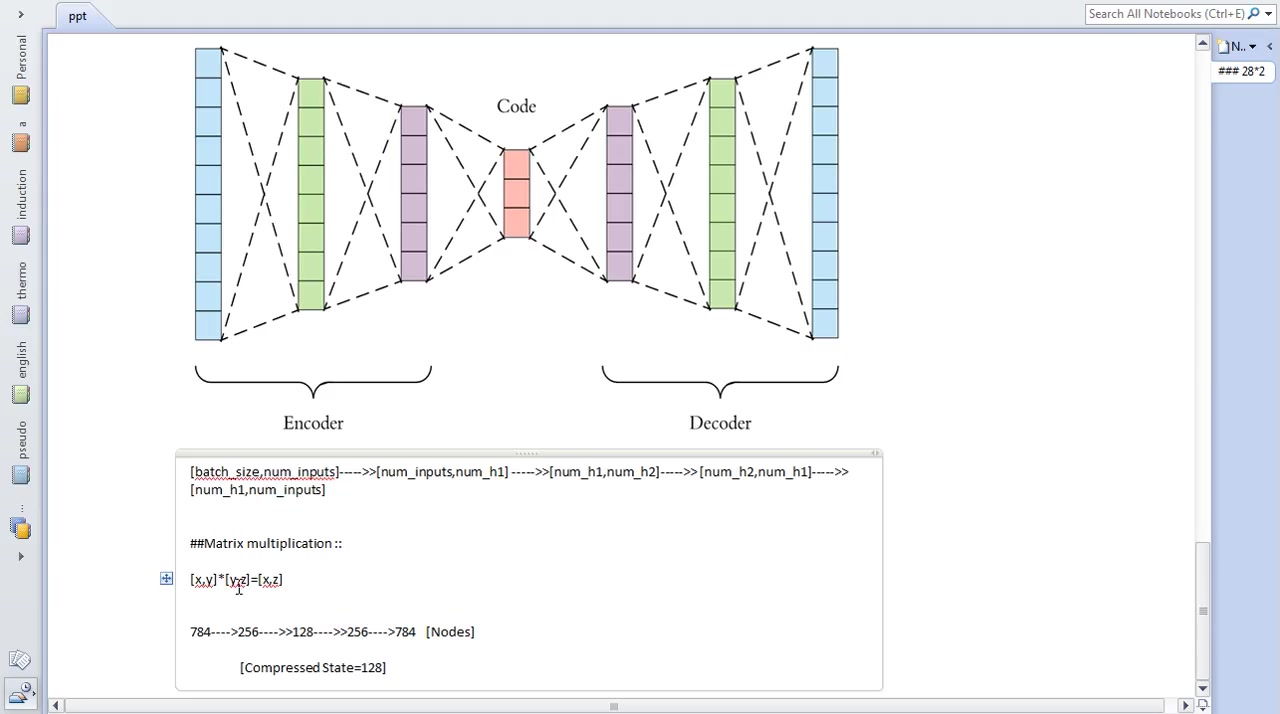 ppt
Search All Notebooks (Ctrl+E)
N..
### 28*2
Personal
a
induction
thermo
english
pseudo
...
Code
Encoder
Decoder
[batch_size,num_inputs]----->>[num_inputs,num_h1] ----->>[num_h1,num_h2]----->>[num_h2,num_h1]----->>
[num_h1,num_inputs]
##Matrix multiplication ::
[x,y]*[y,z]=[x,z]
784---->256---->>128---->>256---->784 [Nodes]
[Compressed State=128]